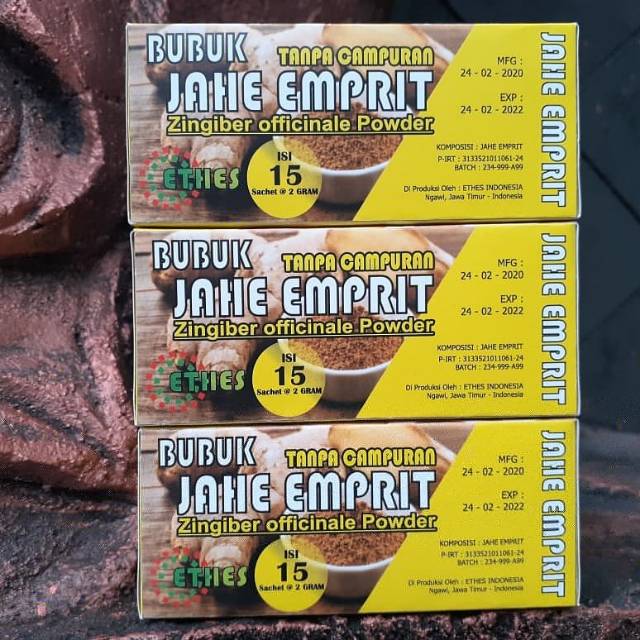 BUBUK
TANPA CAMPURAN
JAHE EMPRIT
Zingiber officinale Powder
ETHES
ISI
15
Sachet @ 2 GRAM
MFG :
24 - 02 - 2020
EXP :
24 - 02 - 2022
KOMPOSISI : JAHE EMPRIT
P-IRT : 3133521011061-24
BATCH : 234-999-A99
Di Produksi Oleh : ETHES INDONESIA
Ngawi, Jawa Timur - Indonesia
JAHE EMPRIT
BUBUK
TANPA CAMPURAN
JAHE EMPRIT
Zingiber officinale Powder
ETHES
ISI
15
Sachet @ 2 GRAM
MFG :
24 - 02 - 2020
EXP :
24 - 02 - 2022
KOMPOSISI : JAHE EMPRIT
P-IRT : 3133521011061-24
BATCH : 234-999-A99
Di Produksi Oleh : ETHES INDONESIA
Ngawi, Jawa Timur - Indonesia
JAHE EMPRIT
BUBUK
TANPA CAMPURAN
JAHE EMPRIT
Zingiber officinale Powder
ETHES
ISI
15
Sachet @ 2 GRAM
MFG :
24 - 02 - 2020
EXP :
24 - 02 - 2022
KOMPOSISI : JAHE EMPRIT
P-IRT : 3133521011061-24
BATCH : 234-999-A99
Di Produksi Oleh : ETHES INDONESIA
Ngawi, Jawa Timur - Indonesia
JAHE EMPRIT